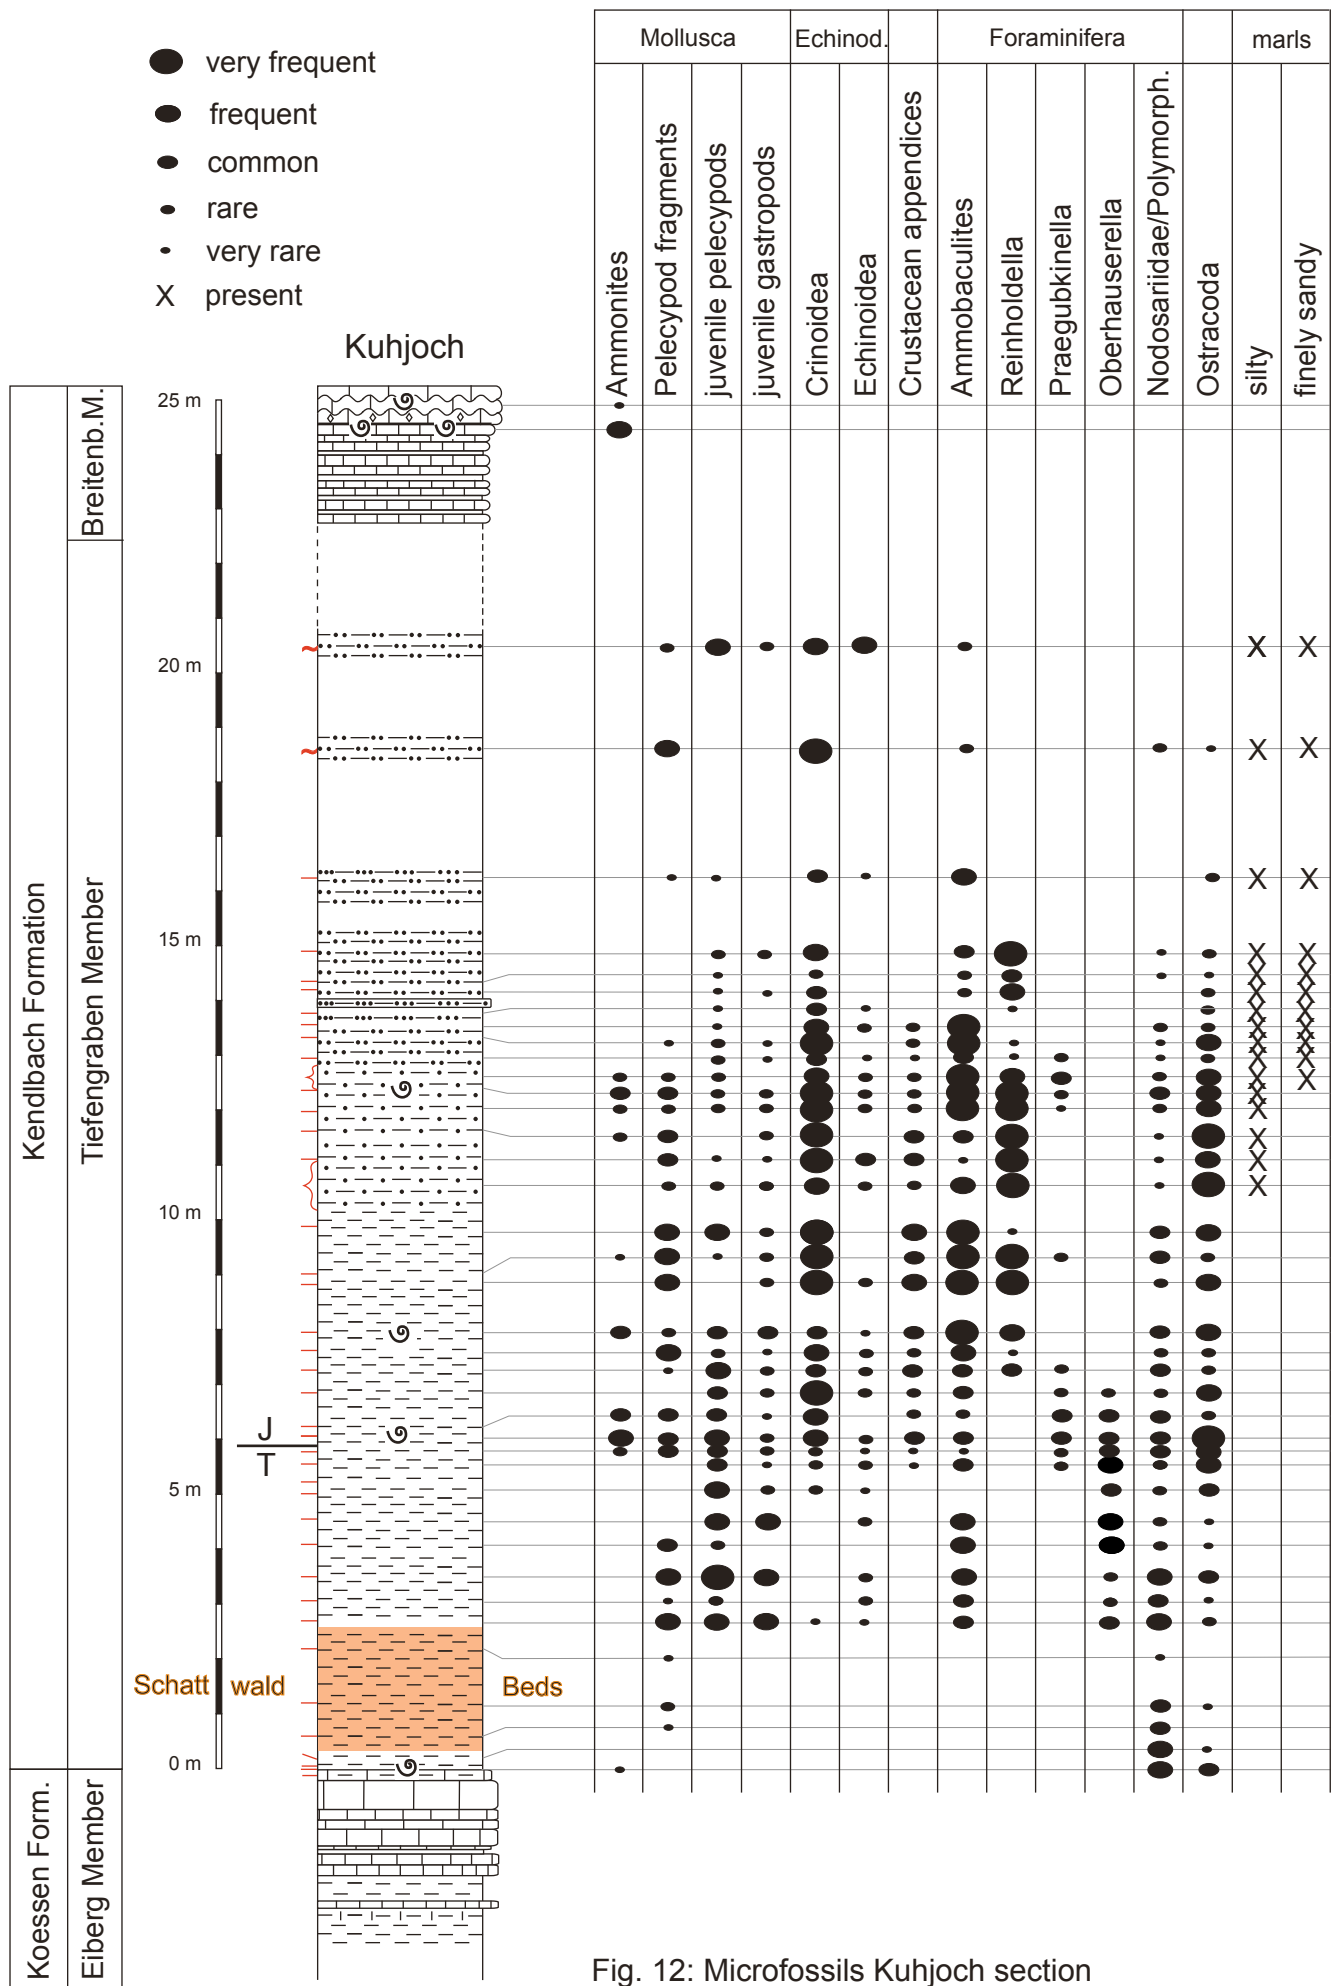 very frequent
frequent
common
rare
very rare
X present
Kuhjoch
Mollusca
Echinod.
Foraminifera
marls
Ammonites
Pelecypod fragments
juvenile pelecypods
juvenile gastropods
Crinoidea
Echinoidea
Crustacean appendices
Ammobaculites
Reinholdella
Praegubkinella
Oberhauserella
Nodosariidae/Polymorph.
Ostracoda
silty
finely sandy
Kendlbach Formation
Koessen Form.
Breitenb.M.
Tiefengraben Member
Eiberg Member
25 m
20 m
15 m
10 m
5 m
0 m
J
T
Schatt wald Beds
X X
X X
X X
X X
X X
X X
X X
X X
X X
X X
X X
X
X
X
X
X
Fig. 12: Microfossils Kuhjoch section